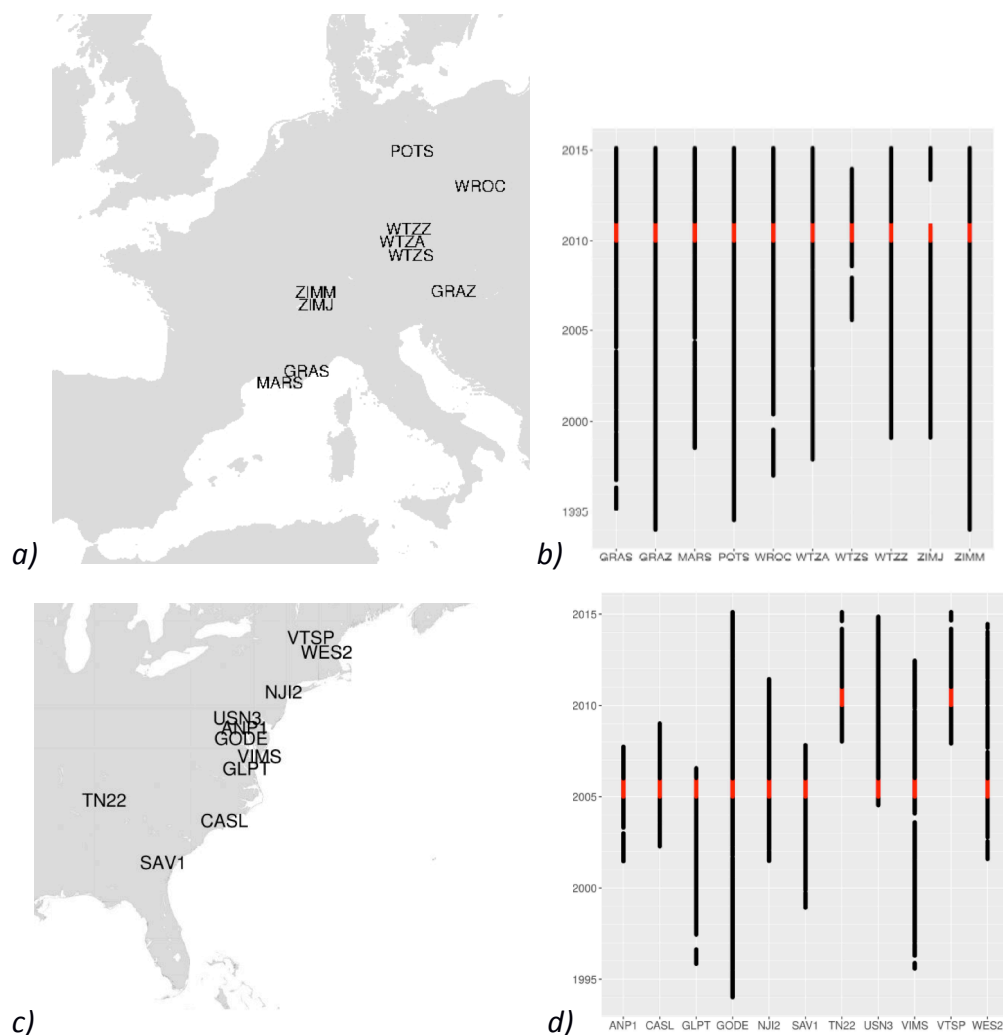 POTS
WROC
WTZZ
WTZA
WTZS
ZIMM
GRAZ
ZIMJ
GRAS
MARS
a)
2015
2010
2005
2000
1995
GRAS GRAZ MARS POTS WROC WTZA WTZS WTZZ ZIMJ ZIMM
b)
VTSP
WES2
NJI2
USN3
ANP1
GODE
VIMS
GLPT
TN22
CASL
SAV1
c)
2015
2010
2005
2000
1995
ANP1 CASL GLPT GODE NJI2 SAV1 TN22 USN3 VIMS VTSP WES2
d)